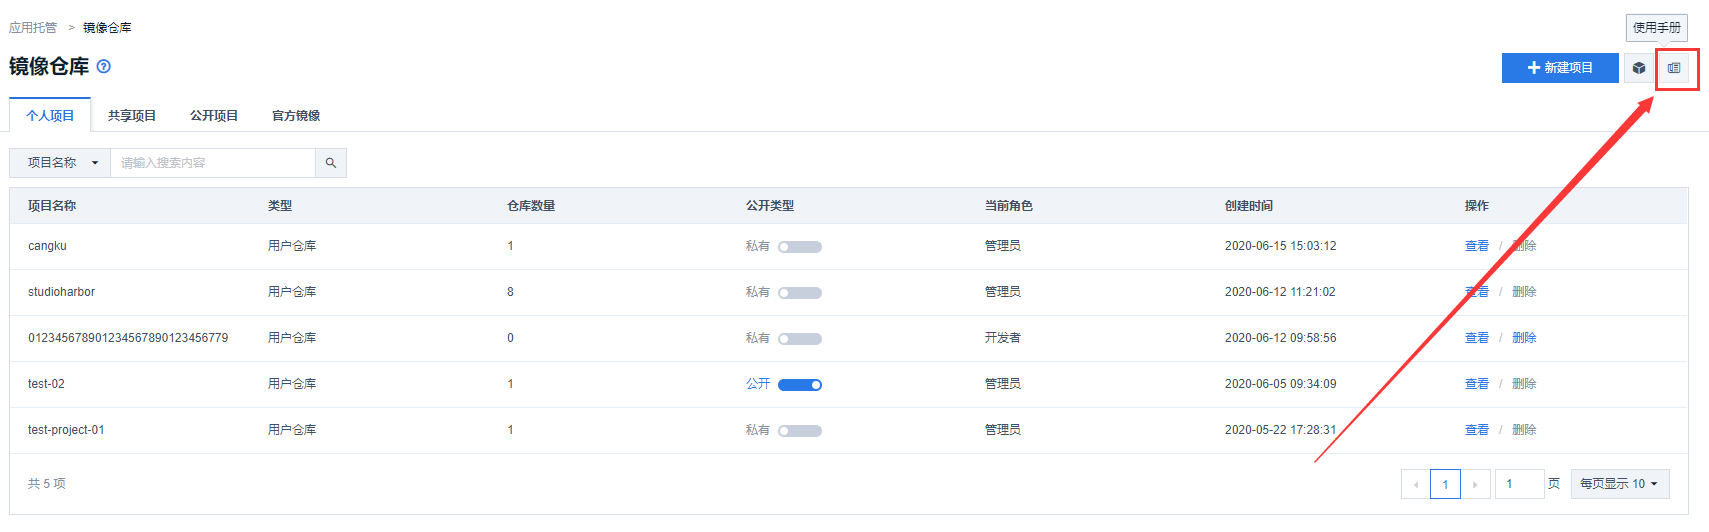 应用托管 > 镜像仓库
使用手册
镜像仓库
新建项目
个人项目 共享项目 公开项目 官方镜像
项目名称 请输入搜索内容
项目名称 类型 仓库数量 公开类型 当前角色 创建时间 操作
cangku 用户仓库 1 私有 管理员 2020-06-15 15:03:12 查看 / 删除
studioharbor 用户仓库 8 私有 管理员 2020-06-12 11:21:02 查看 / 删除
012345678901234567890123456779 用户仓库 0 私有 开发者 2020-06-12 09:58:56 查看 / 删除
test-02 用户仓库 1 公开 管理员 2020-06-05 09:34:09 查看 / 删除
test-project-01 用户仓库 1 私有 管理员 2020-05-22 17:28:31 查看 / 删除
共 5 项 1 1 页 每页显示 10